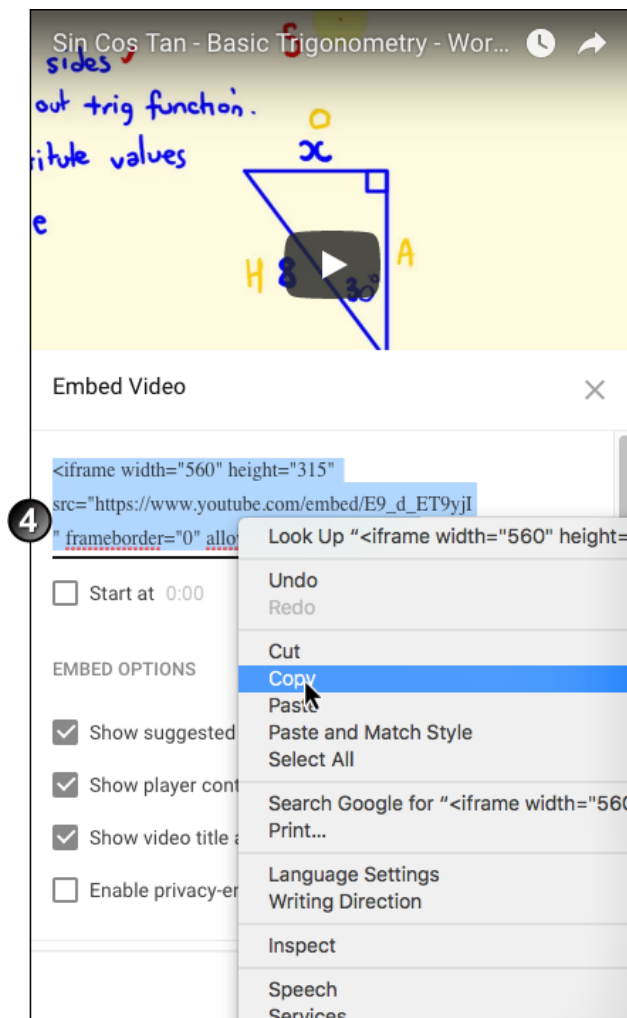 Sin Cos Tan - Basic Trigonometry - Wor...
sides
S
out trig function.
O
itute values
x
e
H 8
A
30°
Embed Video
<iframe width="560" height="315"
src="https://www.youtube.com/embed/E9_d_ET9yjI
4
" frameborder="0" allo
Look Up “<iframe width="560" height=
Start at 0:00
Undo
Redo
EMBED OPTIONS
Cut
Copy
Paste
Show suggested
Paste and Match Style
Select All
Show player cont
Search Google for “<iframe width="560
Show video title a
Print...
Language Settings
Enable privacy-en
Writing Direction
Inspect
Speech
Services